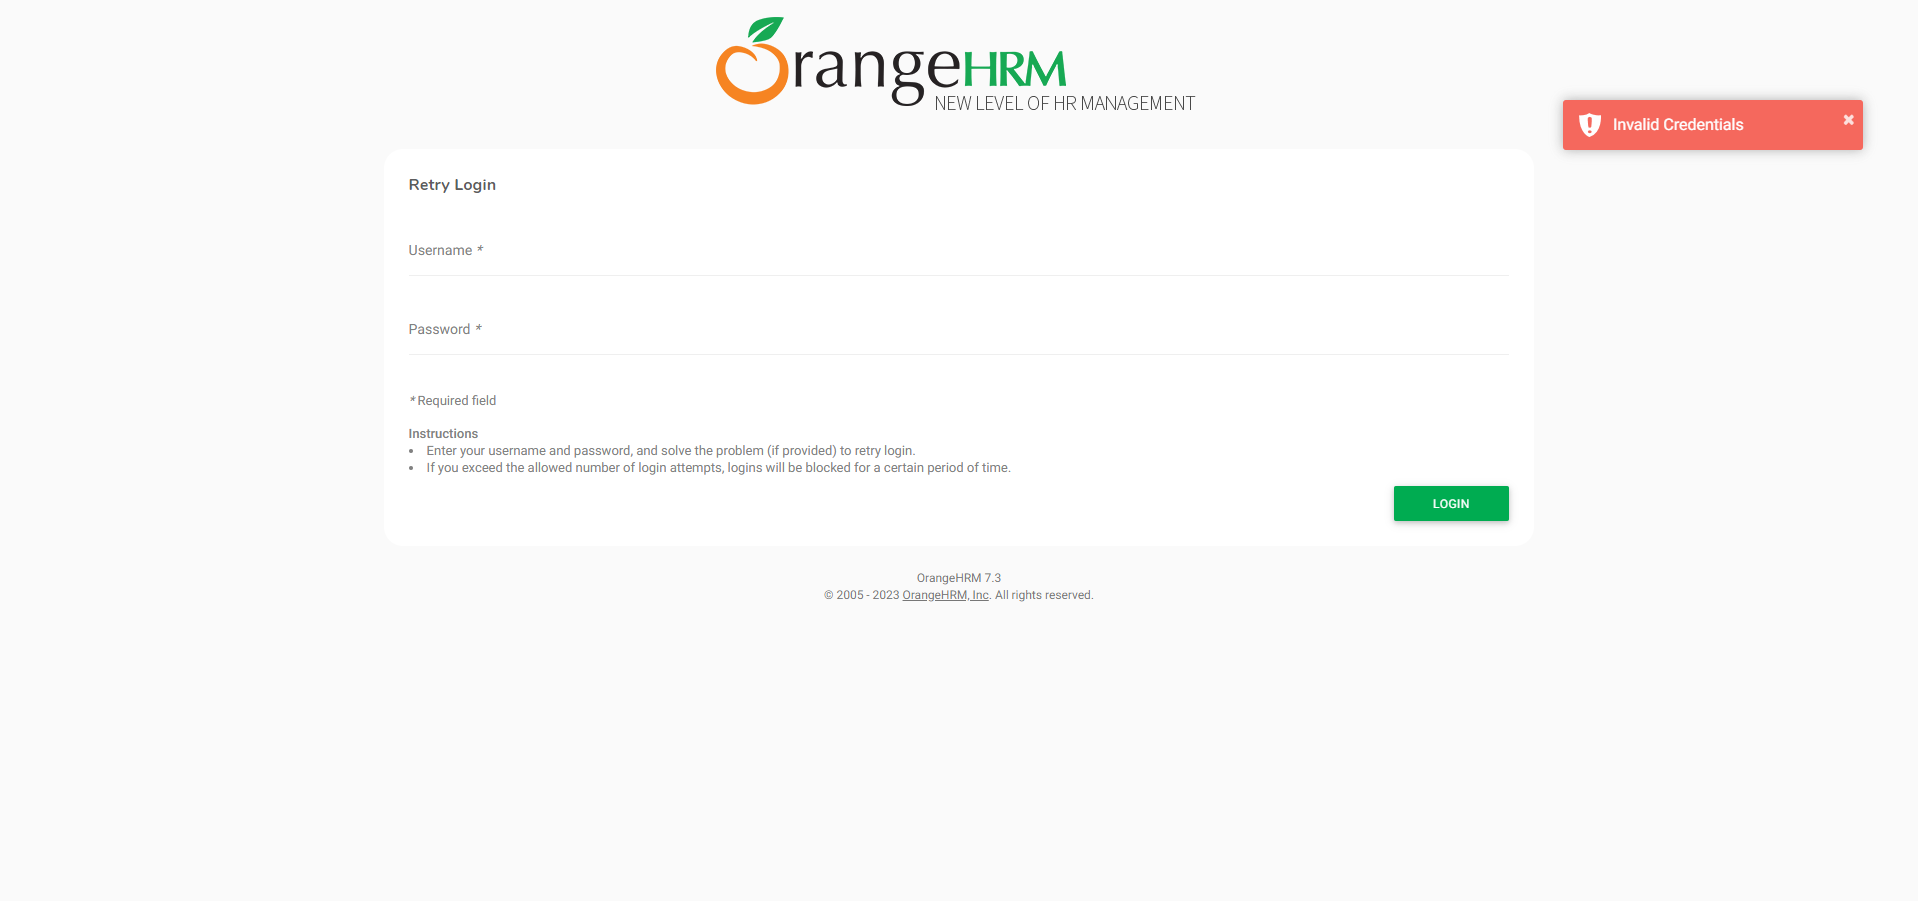 OrangeHRM
NEW LEVEL OF HR MANAGEMENT
Invalid Credentials
×
Retry Login
Username *
Password *
* Required field
Instructions
• Enter your username and password, and solve the problem (if provided) to retry login.
• If you exceed the allowed number of login attempts, logins will be blocked for a certain period of time.
LOGIN
OrangeHRM 7.3
© 2005 - 2023 OrangeHRM, Inc. All rights reserved.